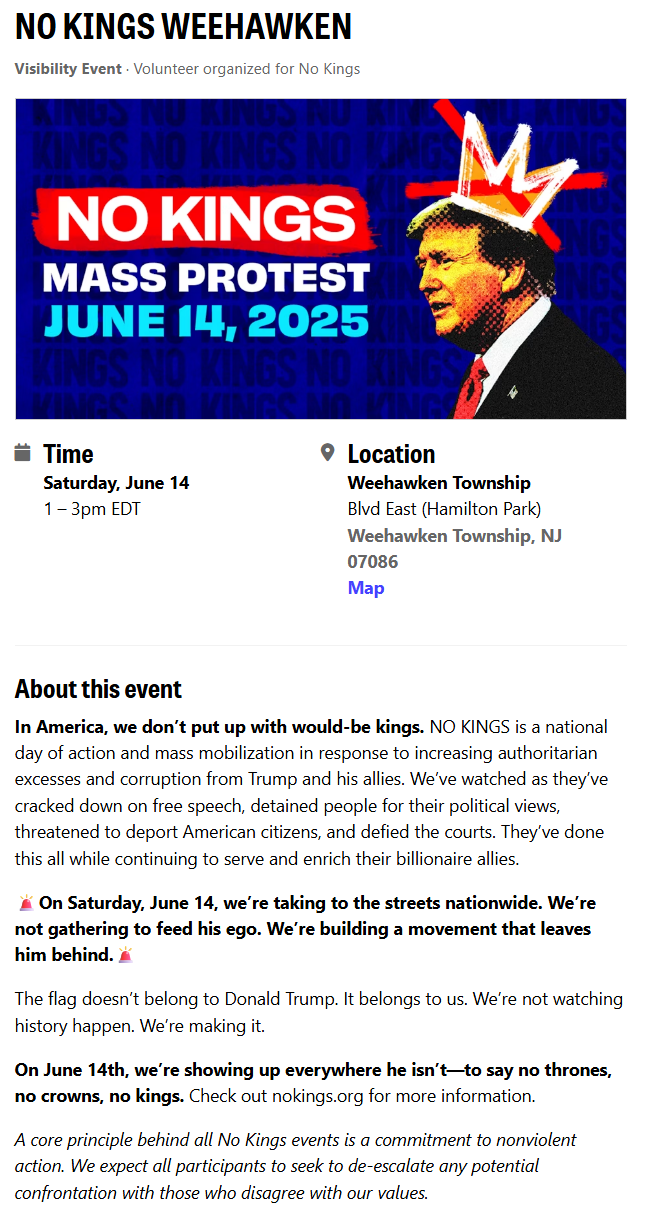 NO KINGS WEEHAWKEN
Visibility Event · Volunteer organized for No Kings
NO KINGS
MASS PROTEST
JUNE 14, 2025
Time
Saturday, June 14
1 – 3pm EDT
Location
Weehawken Township
Blvd East (Hamilton Park)
Weehawken Township, NJ
07086
Map
About this event
In America, we don’t put up with would-be kings. NO KINGS is a national
day of action and mass mobilization in response to increasing authoritarian
excesses and corruption from Trump and his allies. We’ve watched as they’ve
cracked down on free speech, detained people for their political views,
threatened to deport American citizens, and defied the courts. They’ve done
this all while continuing to serve and enrich their billionaire allies.
🚨On Saturday, June 14, we’re taking to the streets nationwide. We’re
not gathering to feed his ego. We’re building a movement that leaves
him behind.🚨
The flag doesn’t belong to Donald Trump. It belongs to us. We’re not watching
history happen. We’re making it.
On June 14th, we’re showing up everywhere he isn’t—to say no thrones,
no crowns, no kings. Check out nokings.org for more information.
A core principle behind all No Kings events is a commitment to nonviolent
action. We expect all participants to seek to de-escalate any potential
confrontation with those who disagree with our values.